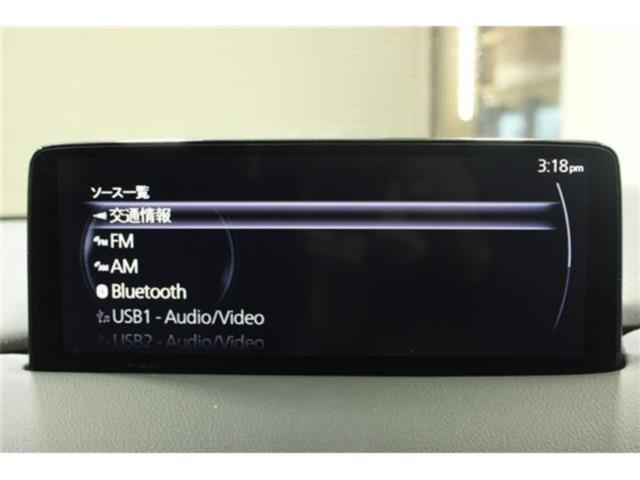 3:18pm
ソース一覧
交通情報
FM
AM
Bluetooth
USB1 - Audio/Video
USB2 - Audio/Video